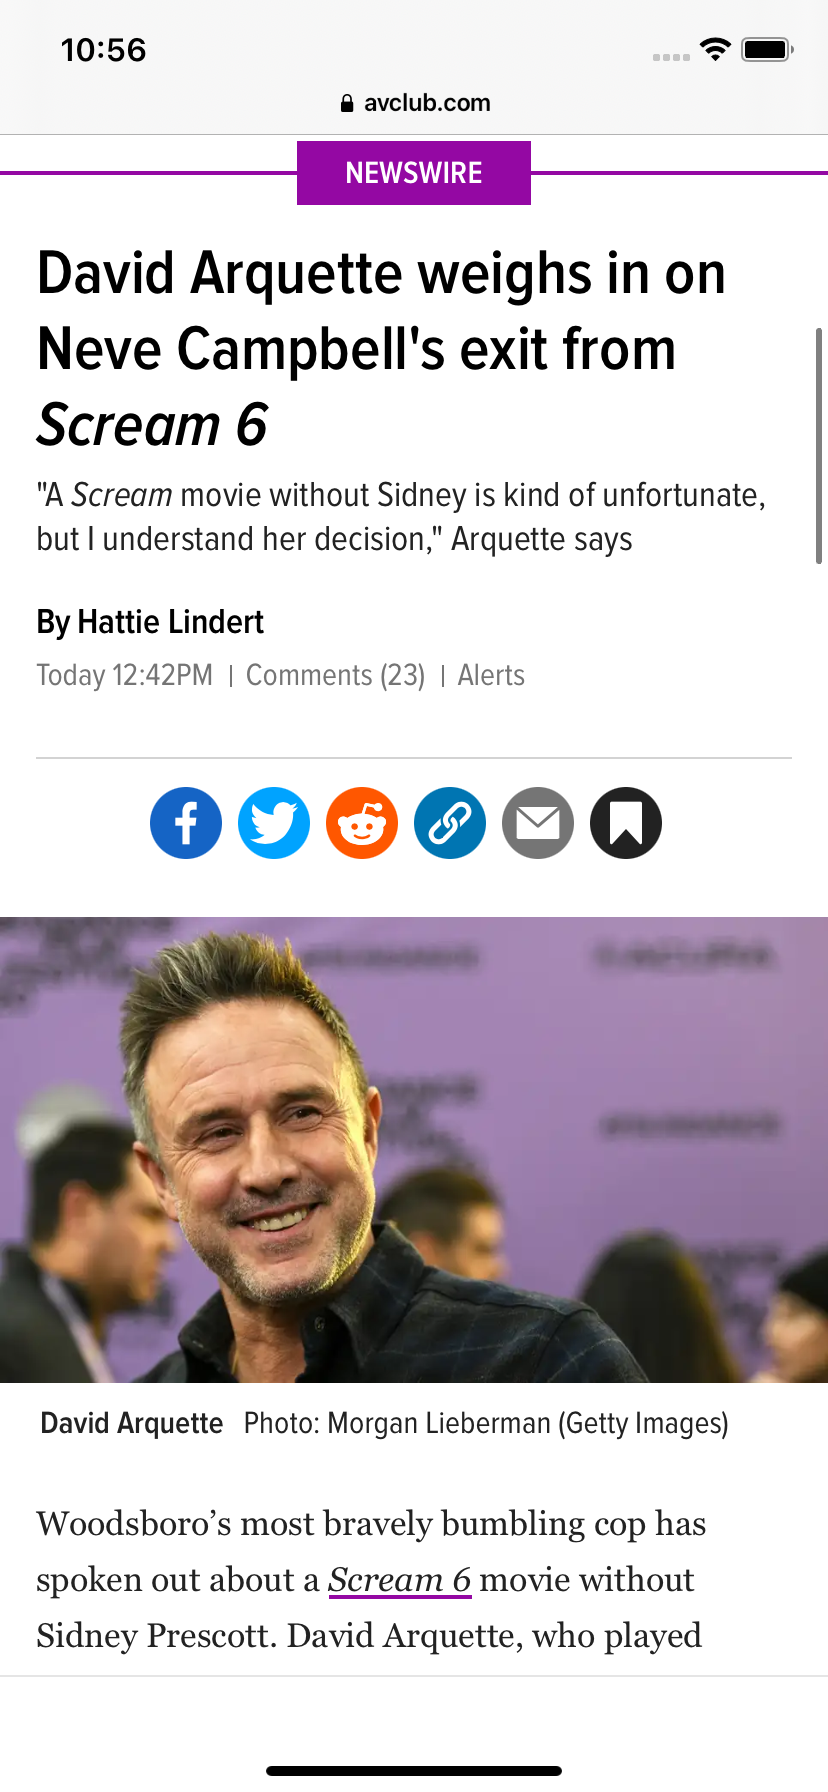 10:56
avclub.com
NEWSWIRE
David Arquette weighs in on
Neve Campbell's exit from
Scream 6
"A Scream movie without Sidney is kind of unfortunate,
but I understand her decision," Arquette says
By Hattie Lindert
Today 12:42PM | Comments (23) | Alerts
David Arquette Photo: Morgan Lieberman (Getty Images)
Woodsboro’s most bravely bumbling cop has
spoken out about a Scream 6 movie without
Sidney Prescott. David Arquette, who played